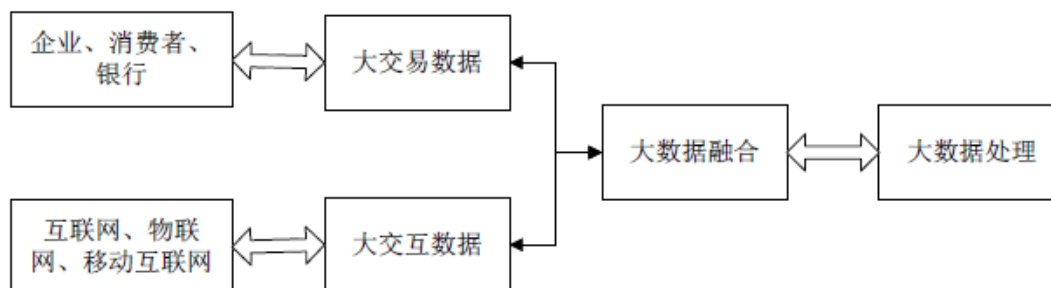 企业、消费者、
银行
大交易数据
大数据融合
大数据处理
互联网、物联
网、移动互联网
大交互数据